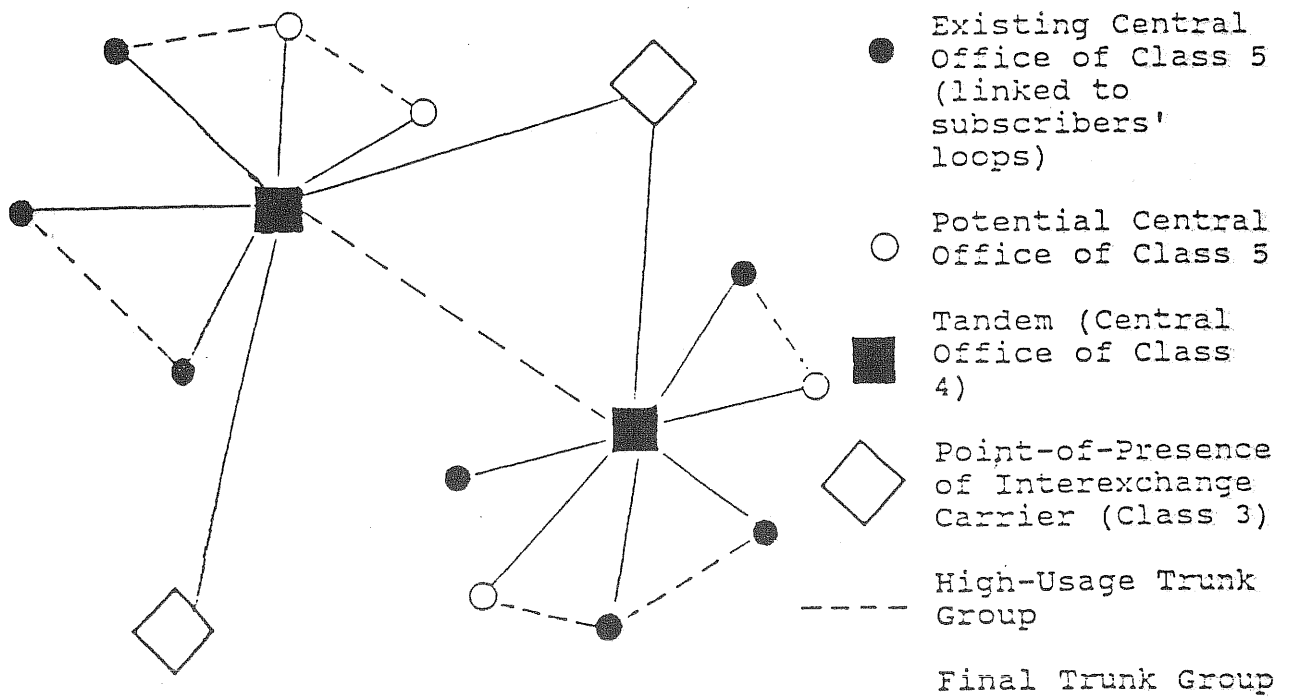 Existing Central
Office of Class 5
(linked to
subscribers'
loops)
Potential Central
Office of Class 5
Tandem (Central
Office of Class
4)
Point-of-Presence
of Interexchange
Carrier (Class 3)
High-Usage Trunk
Group
Final Trunk Group